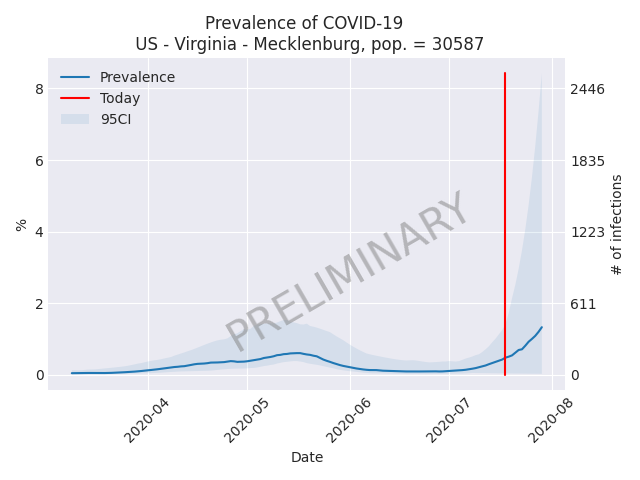 Prevalence of COVID-19
US - Virginia - Mecklenburg, pop. = 30587
Prevalence
Today
95CI
8
6
4
2
0
%
2446
1835
1223
611
0
# of infections
PRELIMINARY
2020-04
2020-05
2020-06
2020-07
2020-08
Date